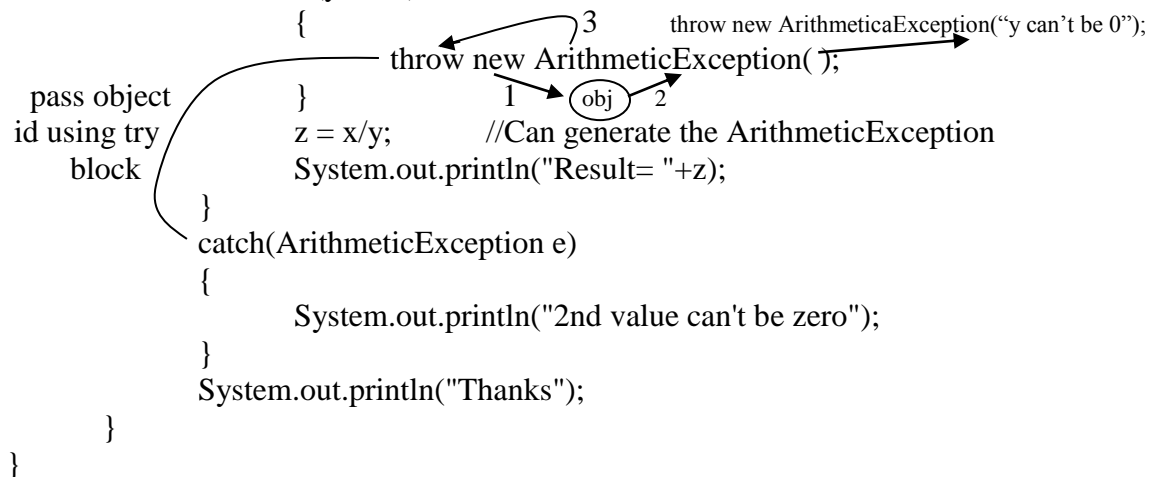 { 3 throw new ArithmeticaException(“y can’t be 0”);
throw new ArithmeticException( );
pass object } 1 obj 2
id using try z = x/y; //Can generate the ArithmeticException
block System.out.println("Result= "+z);
}
catch(ArithmeticException e)
{
System.out.println("2nd value can't be zero");
}
System.out.println("Thanks");
}
}